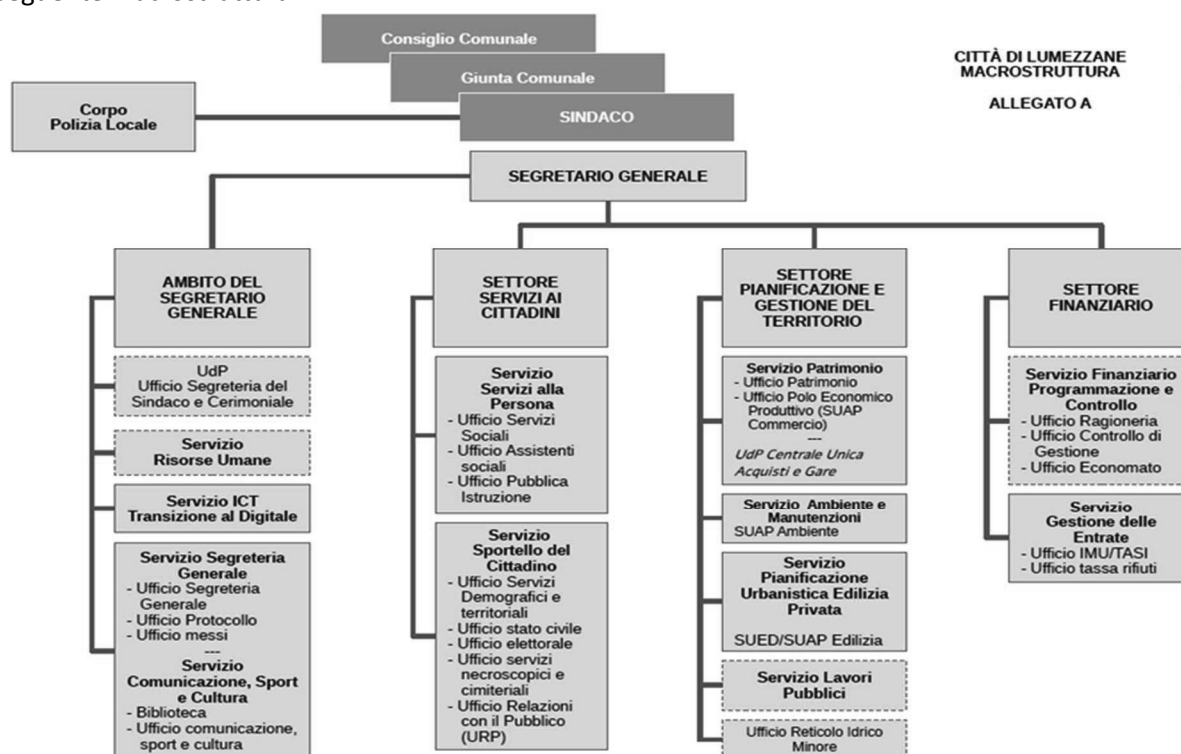 Consiglio Comunale
Giunta Comunale
SINDACO
CITTÀ DI LUMEZZANE
MACROSTRUTTURA
ALLEGATO A
Corpo
Polizia Locale
SEGRETARIO GENERALE
AMBITO DEL
SEGRETARIO
GENERALE
UdP
Ufficio Segreteria del
Sindaco e Cerimoniale
Servizio
Risorse Umane
Servizio ICT
Transizione al Digitale
Servizio Segreteria
Generale
- Ufficio Segreteria
Generale
- Ufficio Protocollo
- Ufficio messi
---
Servizio
Comunicazione, Sport
e Cultura
- Biblioteca
- Ufficio comunicazione,
sport e cultura
SETTORE
SERVIZI AI
CITTADINI
Servizio
Servizi alla
Persona
- Ufficio Servizi
Sociali
- Ufficio Assistenti
sociali
- Ufficio Pubblica
Istruzione
Servizio
Sportello del
Cittadino
- Ufficio Servizi
Demografici e
territoriali
- Ufficio stato civile
- Ufficio elettorale
- Ufficio servizi
necroscopici e
cimiteriali
- Ufficio Relazioni
con il Pubblico
(URP)
SETTORE
PIANIFICAZIONE E
GESTIONE DEL
TERRITORIO
Servizio Patrimonio
- Ufficio Patrimonio
- Ufficio Polo Economico
Produttivo (SUAP
Commercio)
---
UdP Centrale Unica
Acquisti e Gare
Servizio Ambiente e
Manutenzioni
SUAP Ambiente
Servizio
Pianificazione
Urbanistica Edilizia
Privata
SUED/SUAP Edilizia
Servizio Lavori
Pubblici
Ufficio Reticolo Idrico
Minore
SETTORE
FINANZIARIO
Servizio Finanziario
Programmazione e
Controllo
- Ufficio Ragioneria
- Ufficio Controllo di
Gestione
- Ufficio Economato
Servizio
Gestione delle
Entrate
- Ufficio IMU/TASI
- Ufficio tassa rifiuti